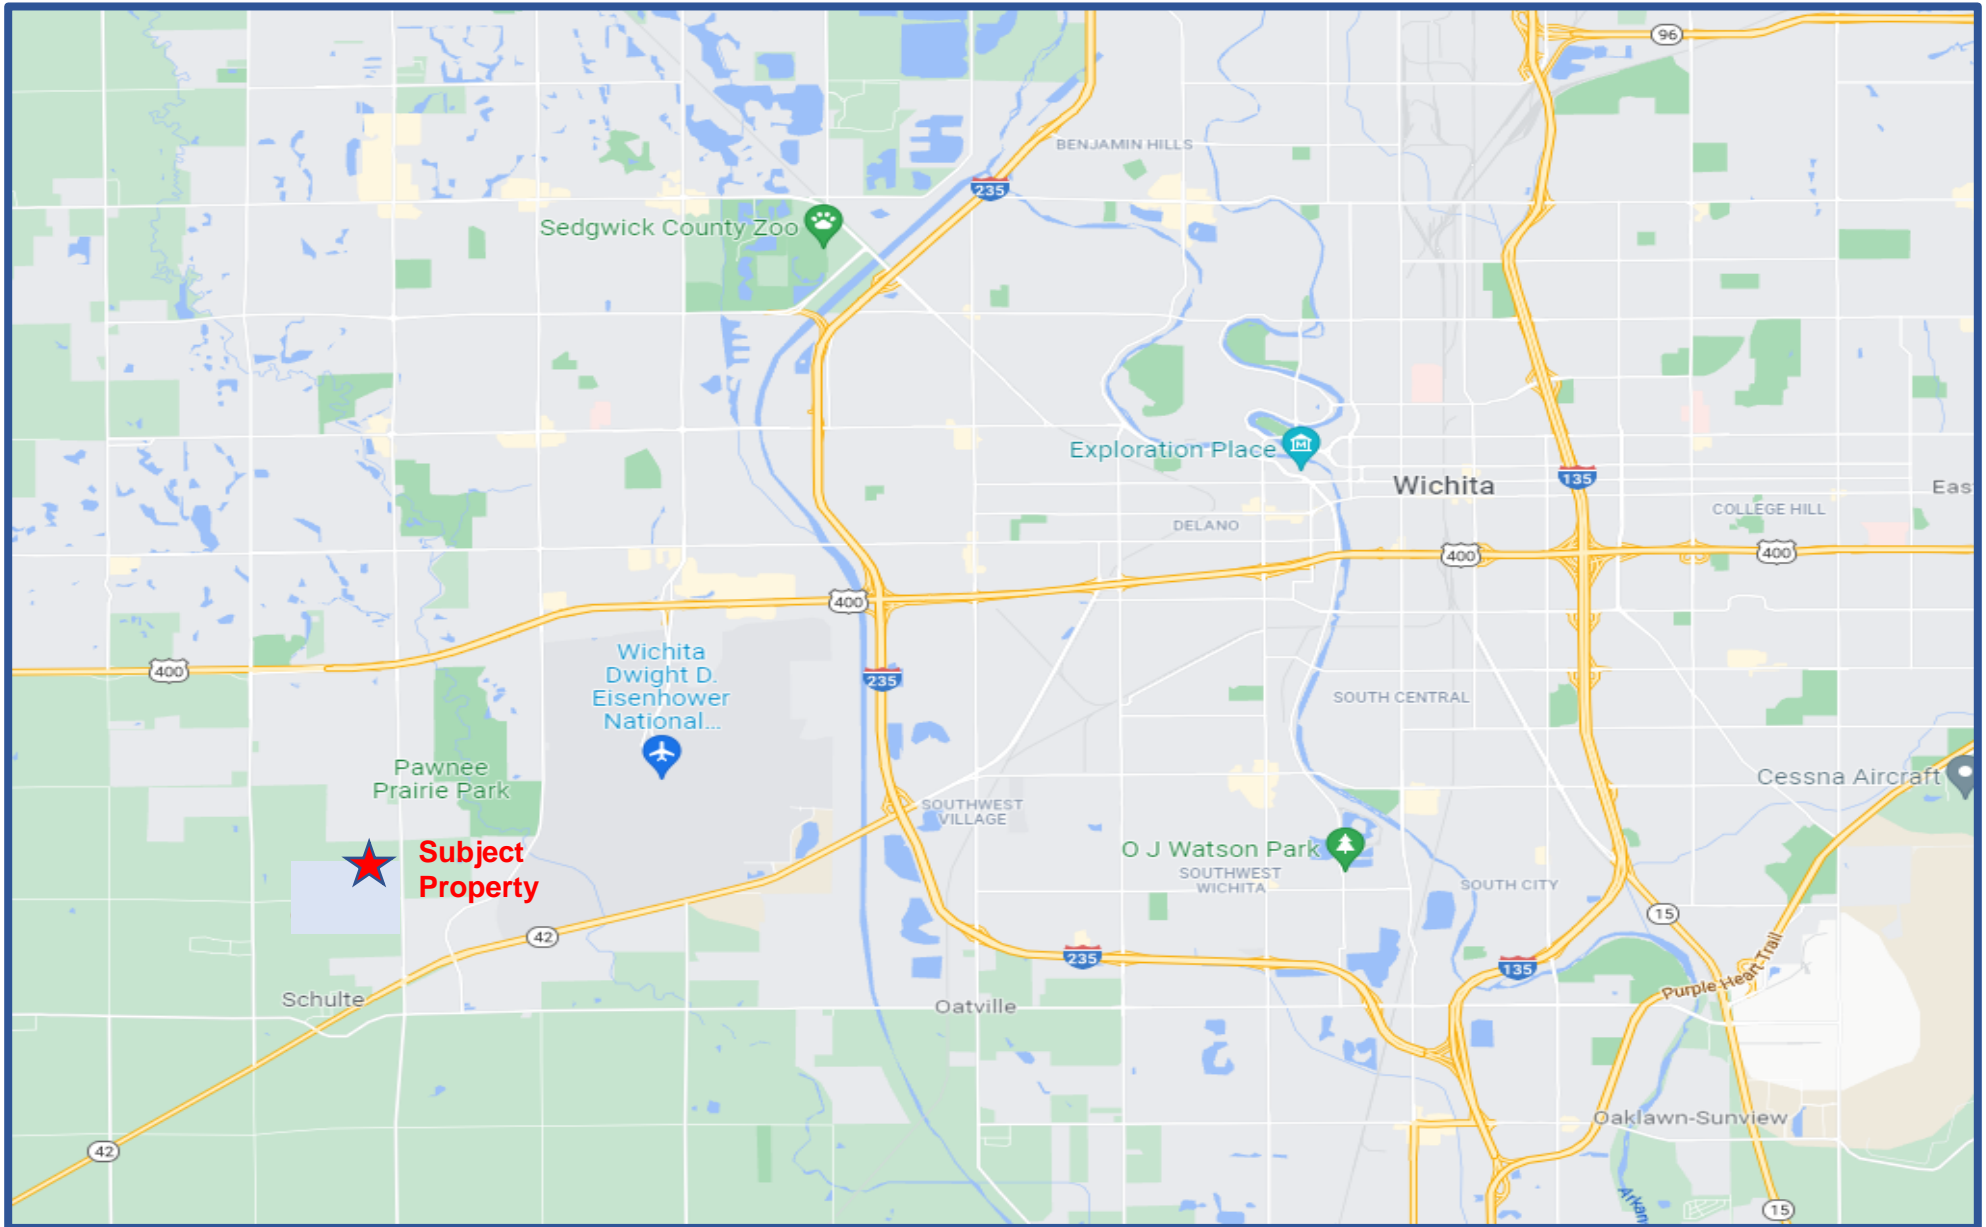 96
BENJAMIN HILLS
235
Sedgwick County Zoo
Exploration Place
Wichita
135
Eas
COLLEGE HILL
DELANO
400
400
400
400
Wichita
Dwight D.
Eisenhower
National...
235
SOUTH CENTRAL
Pawnee
Prairie Park
Cessna Aircraft
SOUTHWEST
VILLAGE
Subject
Property
O J Watson Park
SOUTHWEST
WICHITA
SOUTH CITY
15
42
235
135
Purple Heart Trail
Schulte
Oatville
Oaklawn-Sunview
42
Arkan
15